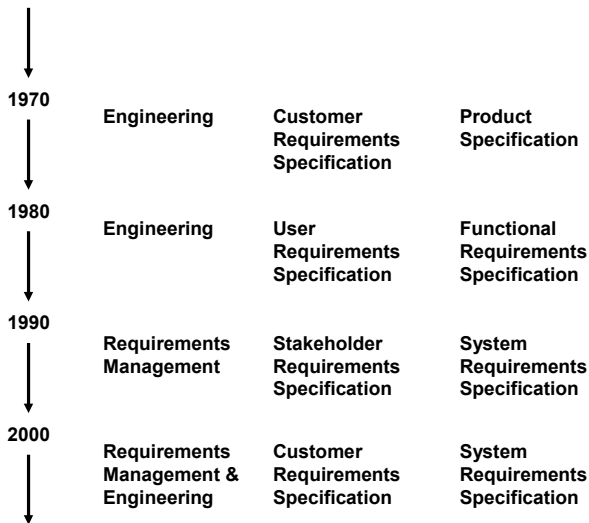 1970
Engineering Customer Product
Requirements Specification
Specification
1980
Engineering User Functional
Requirements Requirements
Specification Specification
1990
Requirements Stakeholder System
Management Requirements Requirements
Specification Specification
2000
Requirements Customer System
Management & Requirements Requirements
Engineering Specification Specification